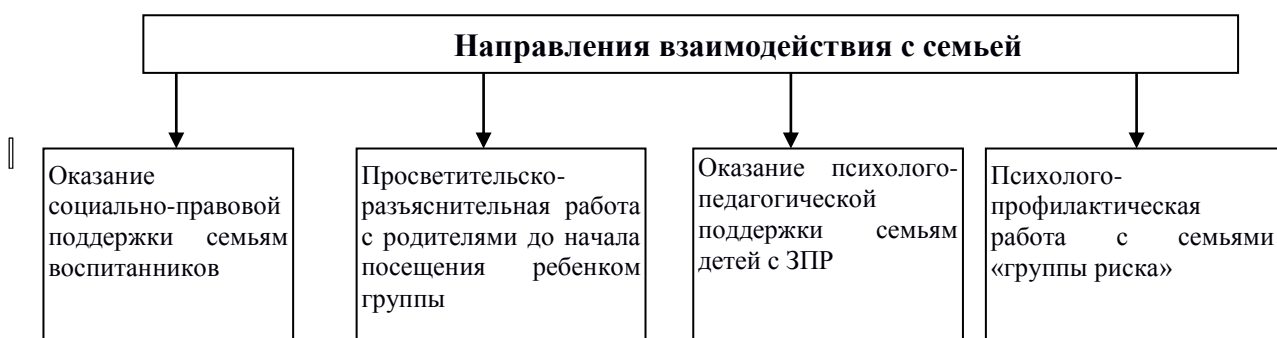 Направления взаимодействия с семьей
Оказание
социально-правовой
поддержки семьям
воспитанников
Просветительско-
разъяснительная работа
с родителями до начала
посещения ребенком
группы
Оказание психолого-
педагогической
поддержки семьям
детей с ЗПР
Психолого-
профилактическая
работа с семьями
«группы риска»